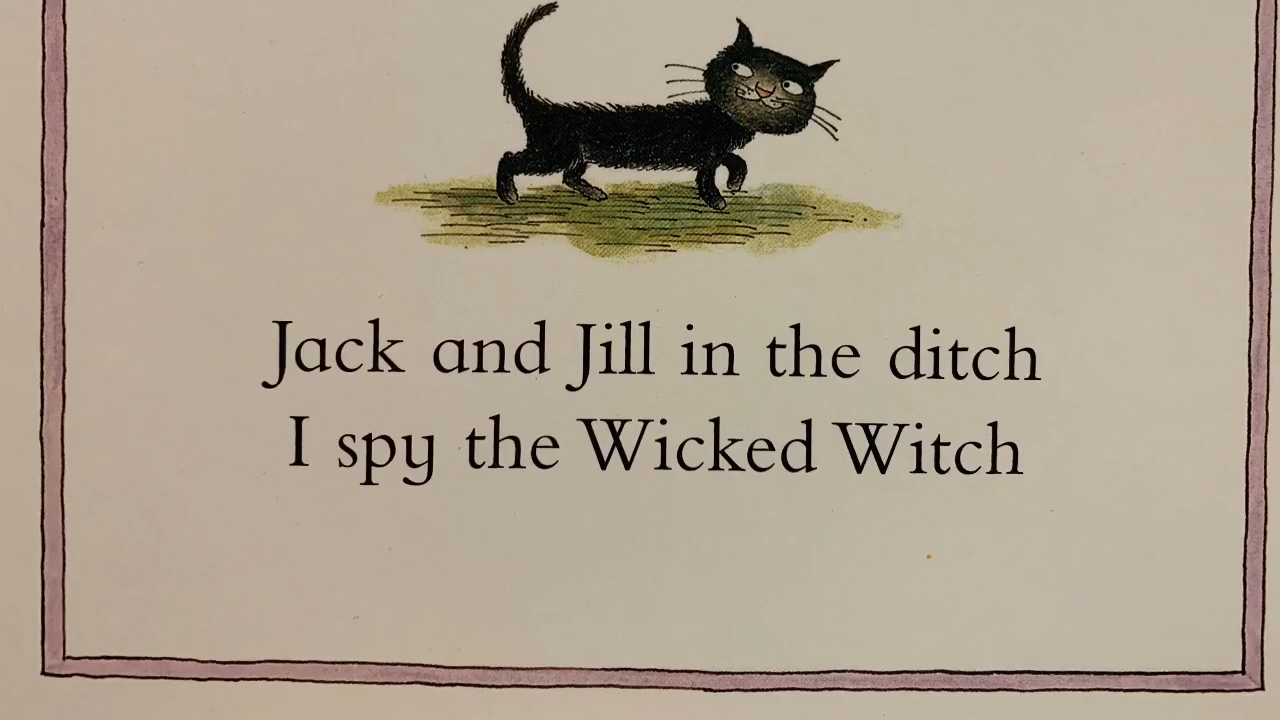 Jack and Jill in the ditch
I spy the Wicked Witch